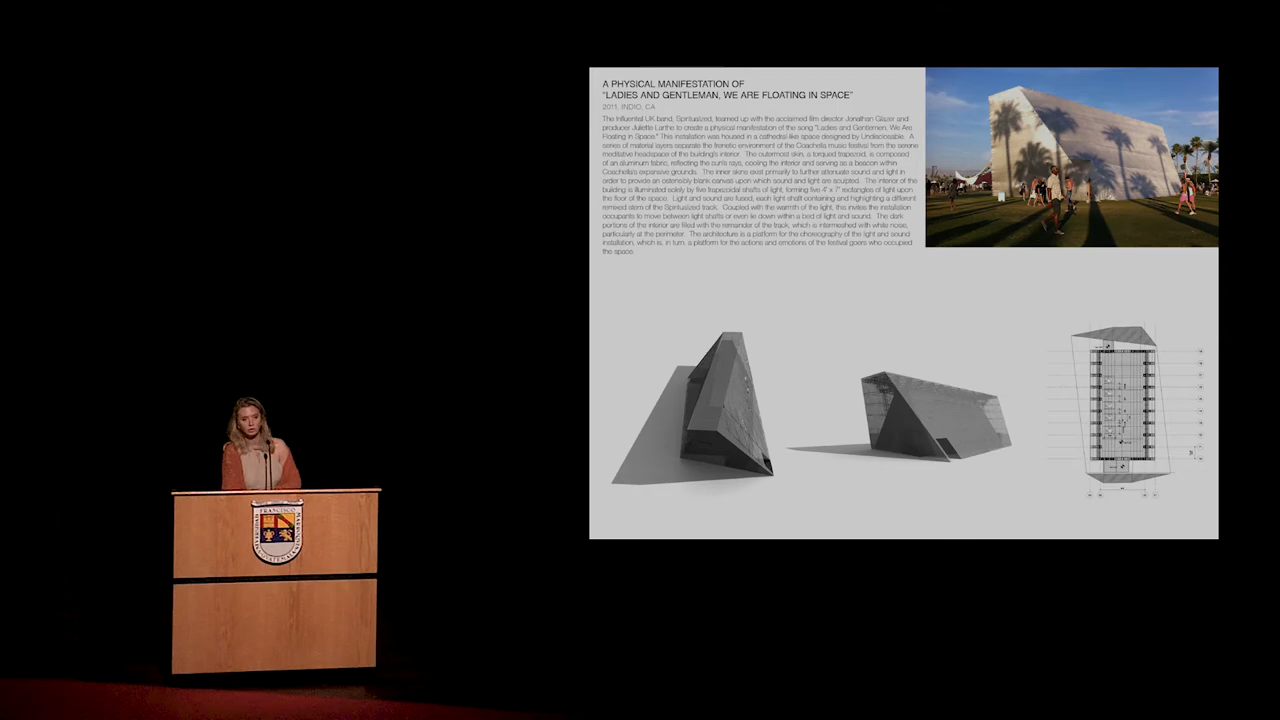 A PHYSICAL MANIFESTATION OF
"LADIES AND GENTLEMAN, WE ARE FLOATING IN SPACE"
2011, INDIO, CA
The Influential UK band, Spiritualized, teamed up with the acclaimed film director Jonathan Glazer and
producer Juliette Larthe to create a physical manifestation of the song "Ladies and Gentlemen, We Are
Floating in Space." This installation was housed in a cathedral-like space designed by Undisclosable. A
series of material layers separate the frenetic environment of the Coachella music festival from the serene
meditative headspace of the building's interior. The outermost skin, a torqued trapezoid, is composed
of an aluminum fabric, reflecting the sun's rays, cooling the interior and serving as a beacon within
Coachella's expansive grounds. The inner skins exist primarily to further attenuate sound and light in
order to provide an ostensibly blank canvas upon which sound and light are sculpted. The interior of the
building is illuminated solely by five trapezoidal shafts of light, forming five 4' x 7' rectangles of light upon
the floor of the space. Light and sound are fused, each light shaft containing and highlighting a different
remixed stem of the Spiritualized track. Coupled with the warmth of the light, this invites the installation
occupants to move between light shafts or even lie down within a bed of light and sound. The dark
portions of the interior are filled with the remainder of the track, which is intermeshed with white noise,
particularly at the perimeter. The architecture is a platform for the choreography of the light and sound
installation, which is, in turn, a platform for the actions and emotions of the festival goers who occupied
the space.
FRANCISCO
MARROQUIN
UNIVERSIDAD
GUATEMALA